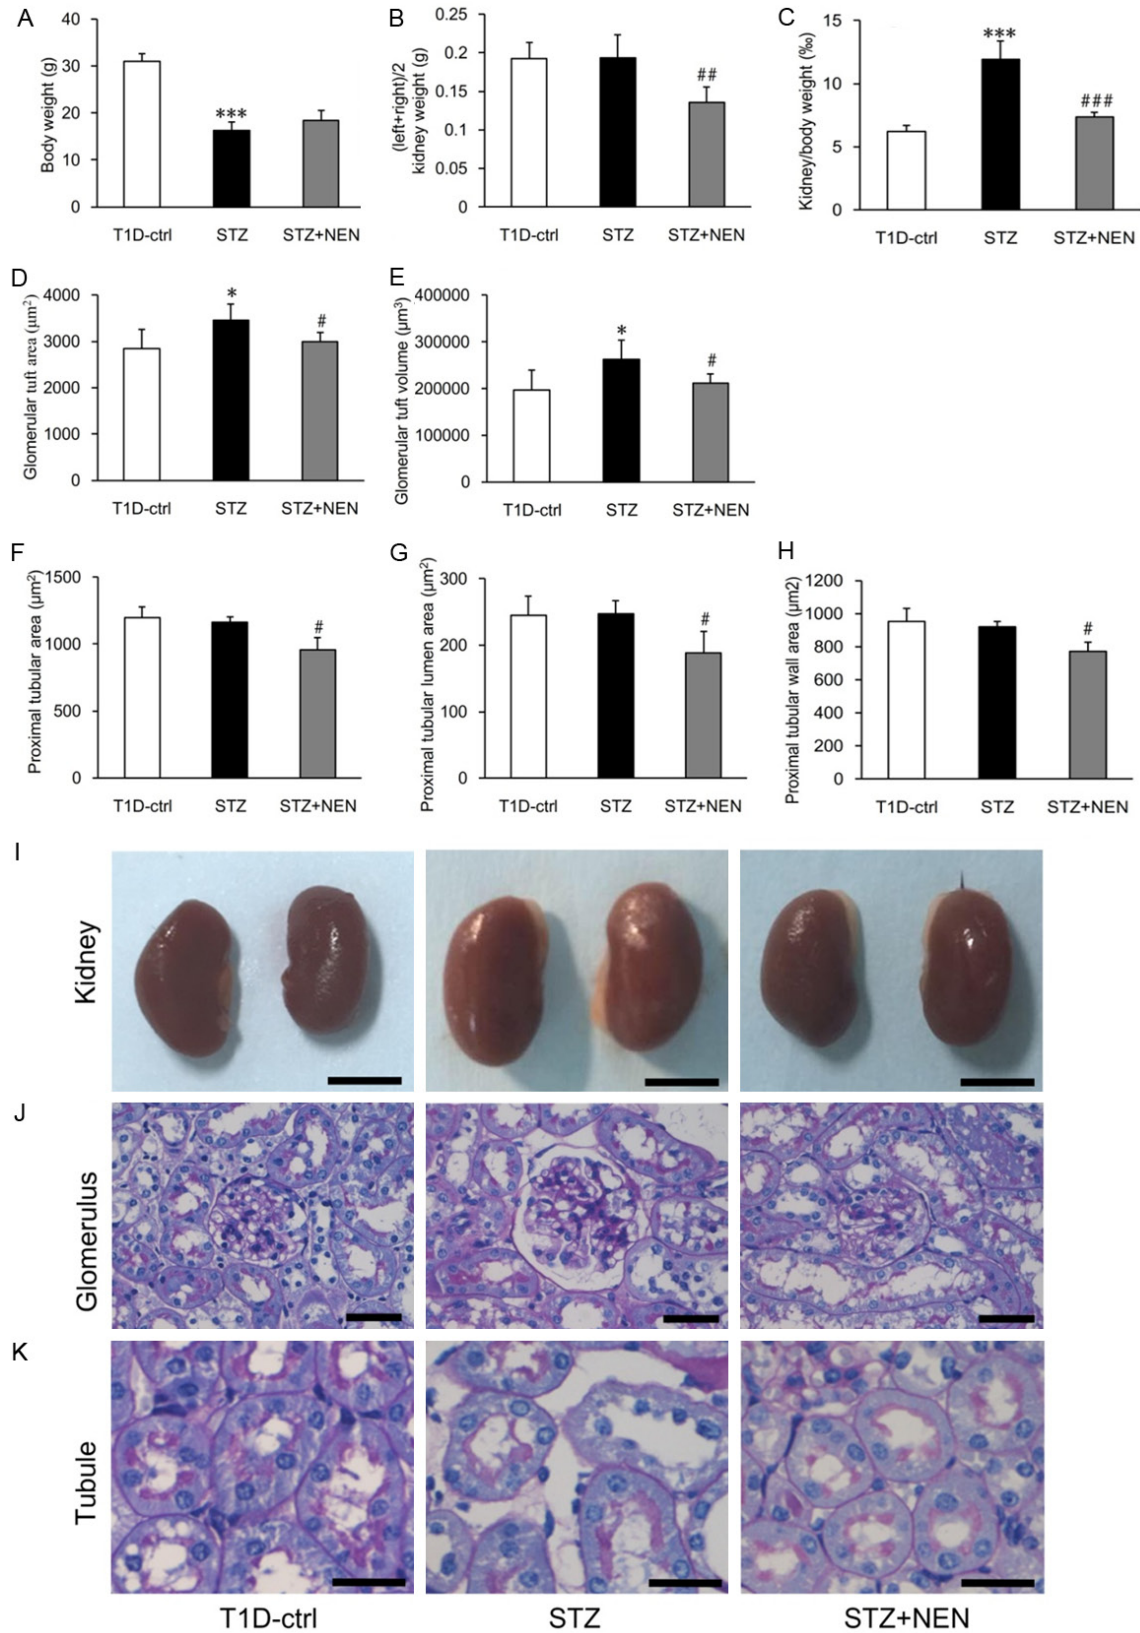 A
Body weight (g)
40
30
20
10
0
***
T1D-ctrl STZ STZ+NEN
B
(left+right)/2
kidney weight (g)
0.25
0.2
0.15
0.1
0.05
0
##
T1D-ctrl STZ STZ+NEN
C
Kidney/body weight (‰)
15
10
5
0
***
###
T1D-ctrl STZ STZ+NEN
D
Glomerular tuft area (μm²)
4000
3000
2000
1000
0
*
#
T1D-ctrl STZ STZ+NEN
E
Glomerular tuft volume (μm³)
400000
300000
200000
100000
0
*
#
T1D-ctrl STZ STZ+NEN
F
Proximal tubular area (μm²)
1500
1000
500
0
#
T1D-ctrl STZ STZ+NEN
G
Proximal tubular lumen area (μm²)
300
200
100
0
#
T1D-ctrl STZ STZ+NEN
H
Proximal tubular wall area (μm2)
1200
1000
800
600
400
200
0
#
T1D-ctrl STZ STZ+NEN
I
Kidney
J
Glomerulus
K
Tubule
T1D-ctrl STZ STZ+NEN